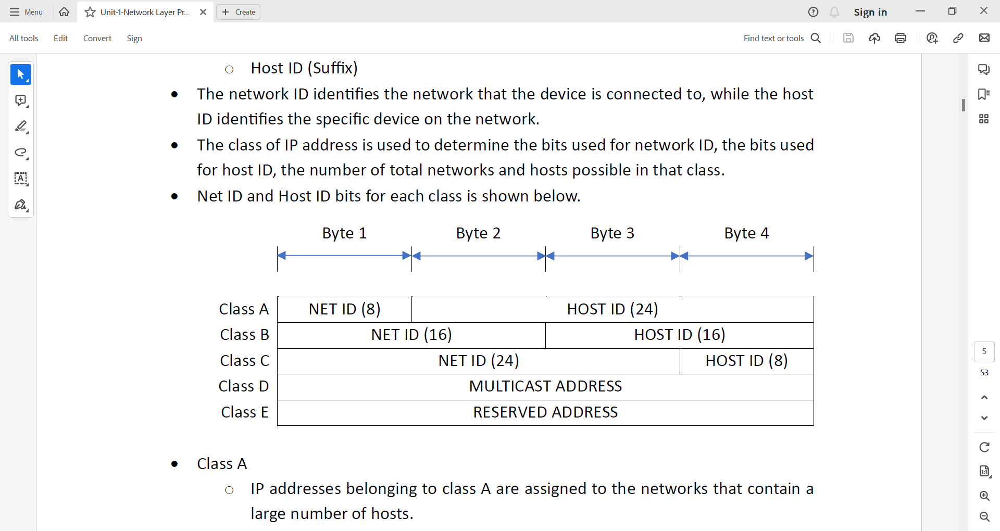 Menu
Unit-1-Network Layer Pr...
Create
Sign in
All tools
Edit
Convert
Sign
Find text or tools
○ Host ID (Suffix)
• The network ID identifies the network that the device is connected to, while the host
ID identifies the specific device on the network.
• The class of IP address is used to determine the bits used for network ID, the bits used
for host ID, the number of total networks and hosts possible in that class.
• Net ID and Host ID bits for each class is shown below.
Byte 1 Byte 2 Byte 3 Byte 4
Class A NET ID (8) HOST ID (24)
Class B NET ID (16) HOST ID (16)
Class C NET ID (24) HOST ID (8)
Class D MULTICAST ADDRESS
Class E RESERVED ADDRESS
• Class A
○ IP addresses belonging to class A are assigned to the networks that contain a
large number of hosts.
5
53
1:1